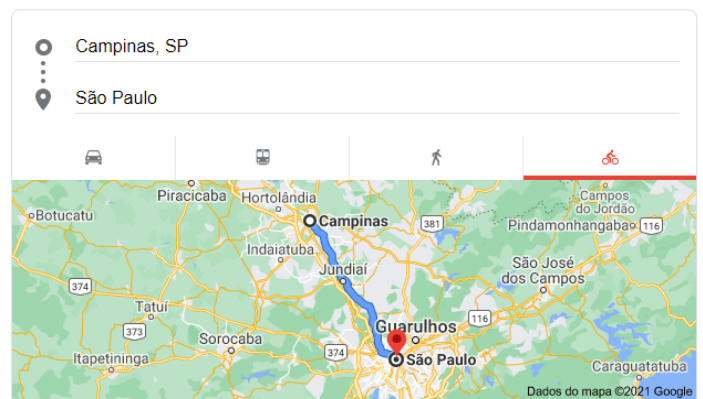 Campinas, SP
São Paulo
Piracicaba
Hortolândia
Campos
do Jordão
Botucatu
Campinas
381
Pindamonhangaba
116
Indaiatuba
Jundiaí
São José
dos Campos
374
Tatuí
373
Guarulhos
116
Sorocaba
374
Itapetininga
São Paulo
Caraguatatuba
Dados do mapa ©2021 Google